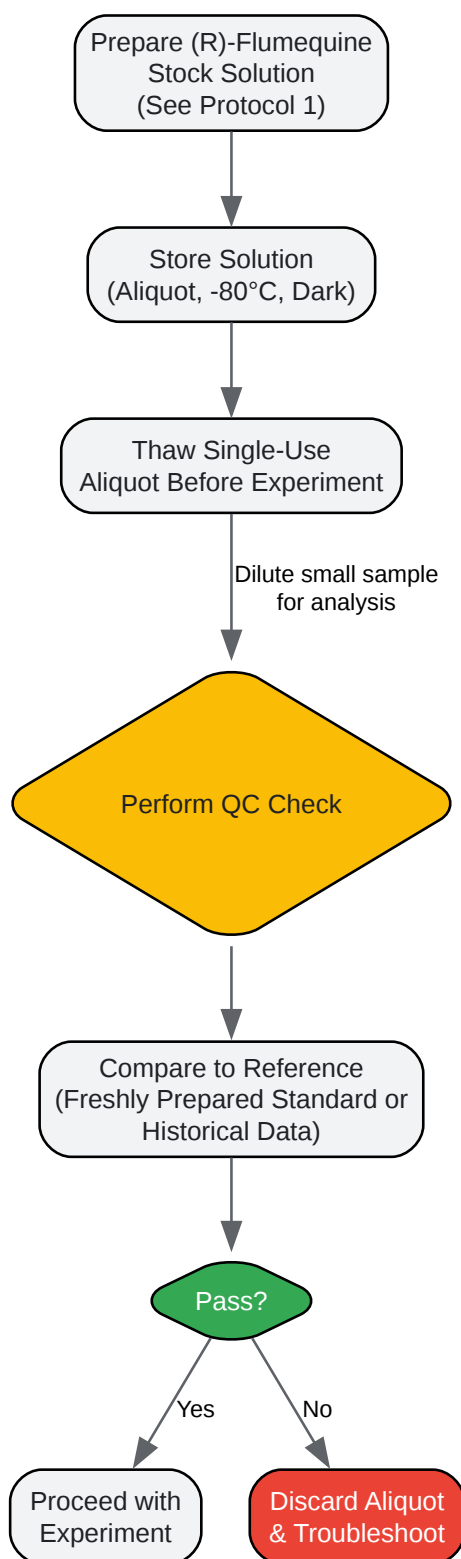 Prepare (R)-Flumequine
Stock Solution
(See Protocol 1)
Store Solution
(Aliquot, -80°C, Dark)
Thaw Single-Use
Aliquot Before Experiment
Dilute small sample
for analysis
Perform QC Check
Compare to Reference
(Freshly Prepared Standard or
Historical Data)
Pass?
Yes
No
Proceed with
Experiment
Discard Aliquot
& Troubleshoot